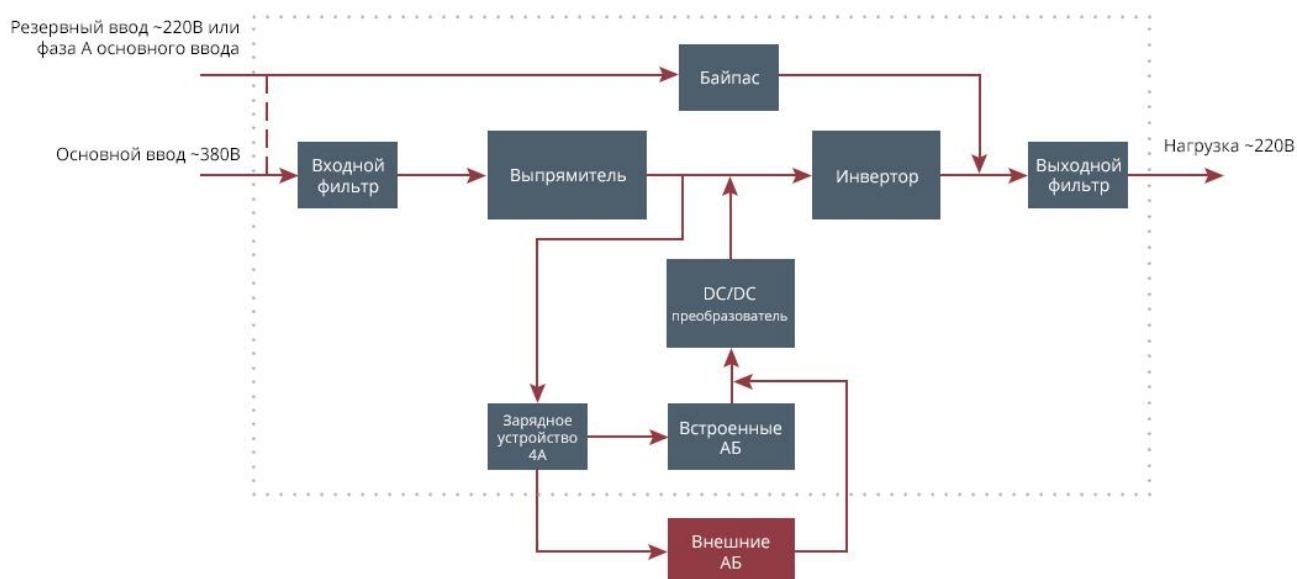 Резервный ввод ~220В или
фаза А основного ввода
Байпас
Основной ввод ~380В
Входной
фильтр
Выпрямитель
Инвертор
Выходной
фильтр
Нагрузка ~220В
DC/DC
преобразователь
Зарядное
устройство
4А
Встроенные
АБ
Внешние
АБ